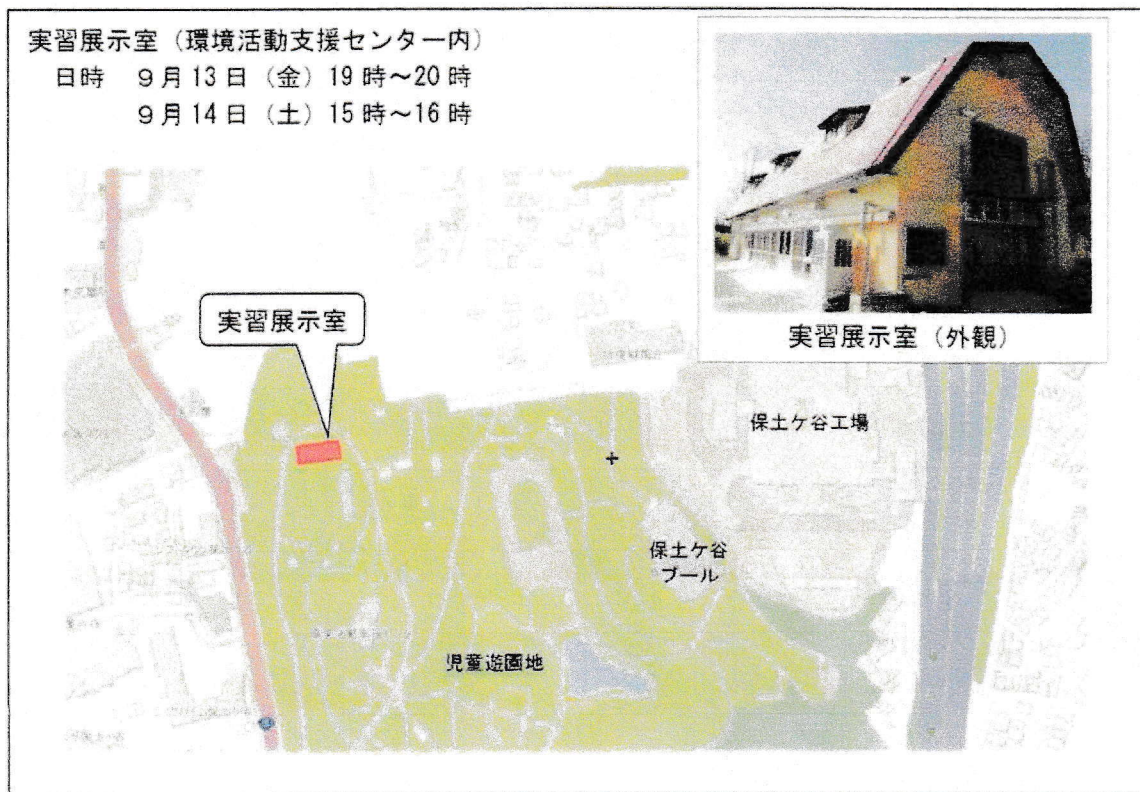 実習展示室（環境活動支援センター内）
日時　９月13日（金）19時～20時
９月14日（土）15時～16時
実習展示室（外観）
実習展示室
保土ケ谷工場
保土ケ谷
プール
児童遊園地